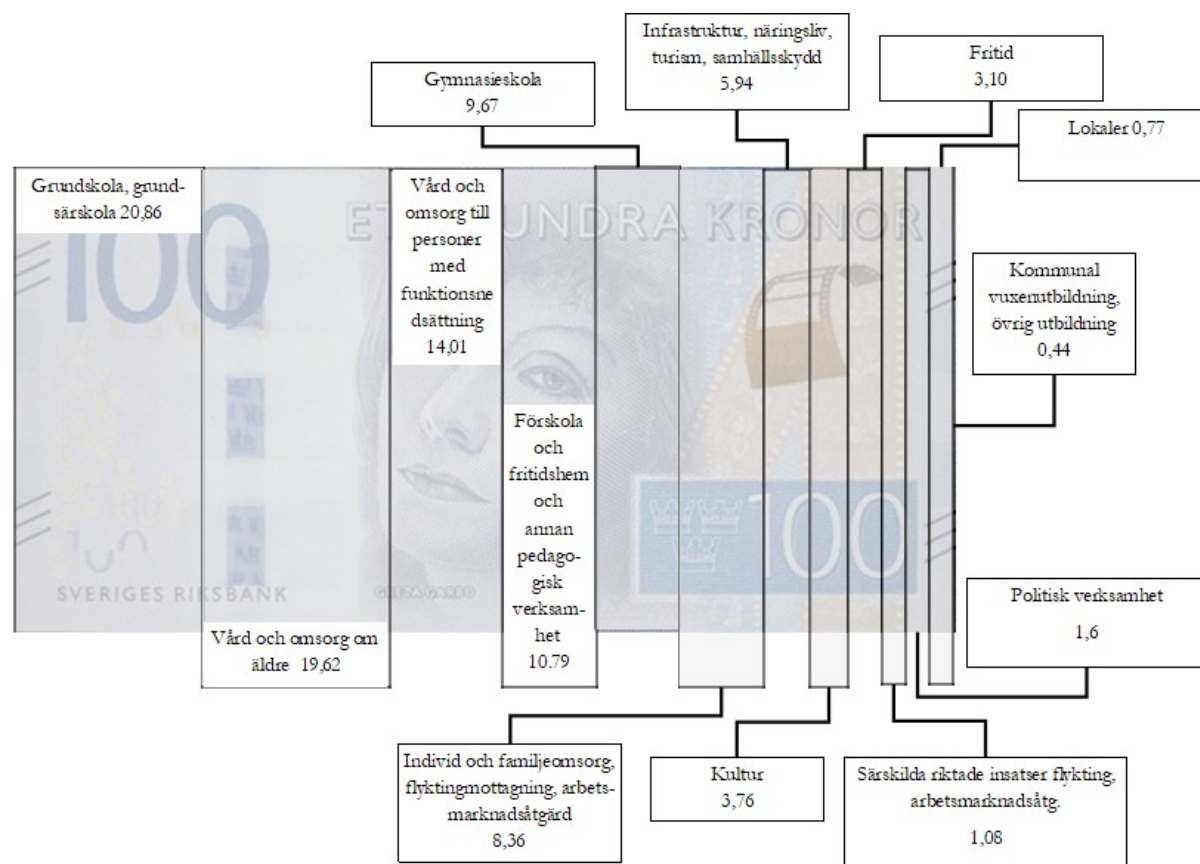 Infrastruktur, näringsliv,
turism, samhällsskydd
5,94
Fritid
3,10
Gymnasieskola
9,67
Lokaler 0,77
Grundskola, grund-
särskola 20,86
Vård och
omsorg till
personer
med
funktionsne
dsättning
14,01
ETT HUNDRA KRONOR
100
Kommunal
vuxenutbildning,
övrig utbildning
0,44
Förskola
och
fritidshem
och
annan
pedago-
gisk
verksam-
het
10.79
100
100
SVERIGES RIKSBANK
GRETA GARBO
Politisk verksamhet
1,6
Vård och omsorg om
äldre 19,62
Individ och familjeomsorg,
flyktingmottagning, arbets-
marknadsåtgärd
8,36
Kultur
3,76
Särskilda riktade insatser flykting,
arbetsmarknadsåtg.
1,08